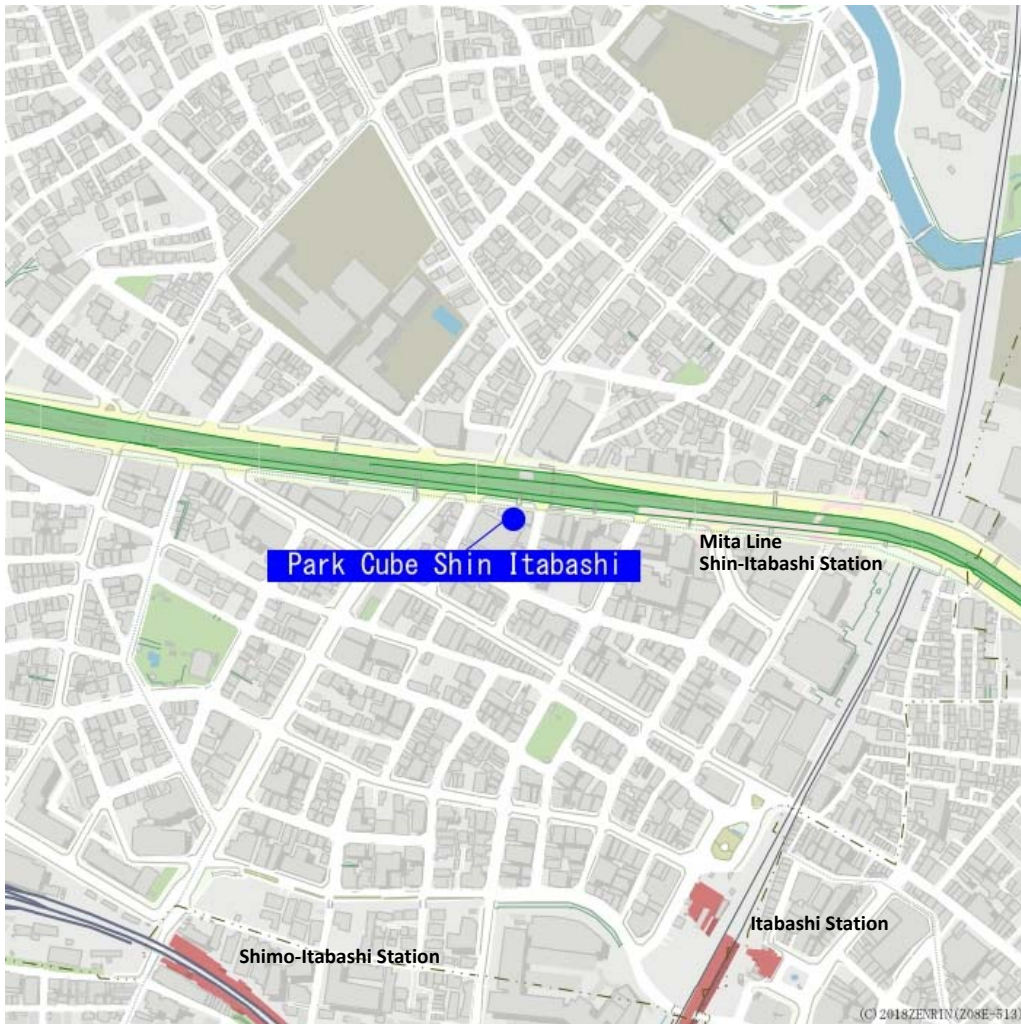 Park Cube Shin Itabashi
Mita Line
Shin-Itabashi Station
Itabashi Station
Shimo-Itabashi Station
(C) 2018ZENRIN(Z08E-513)